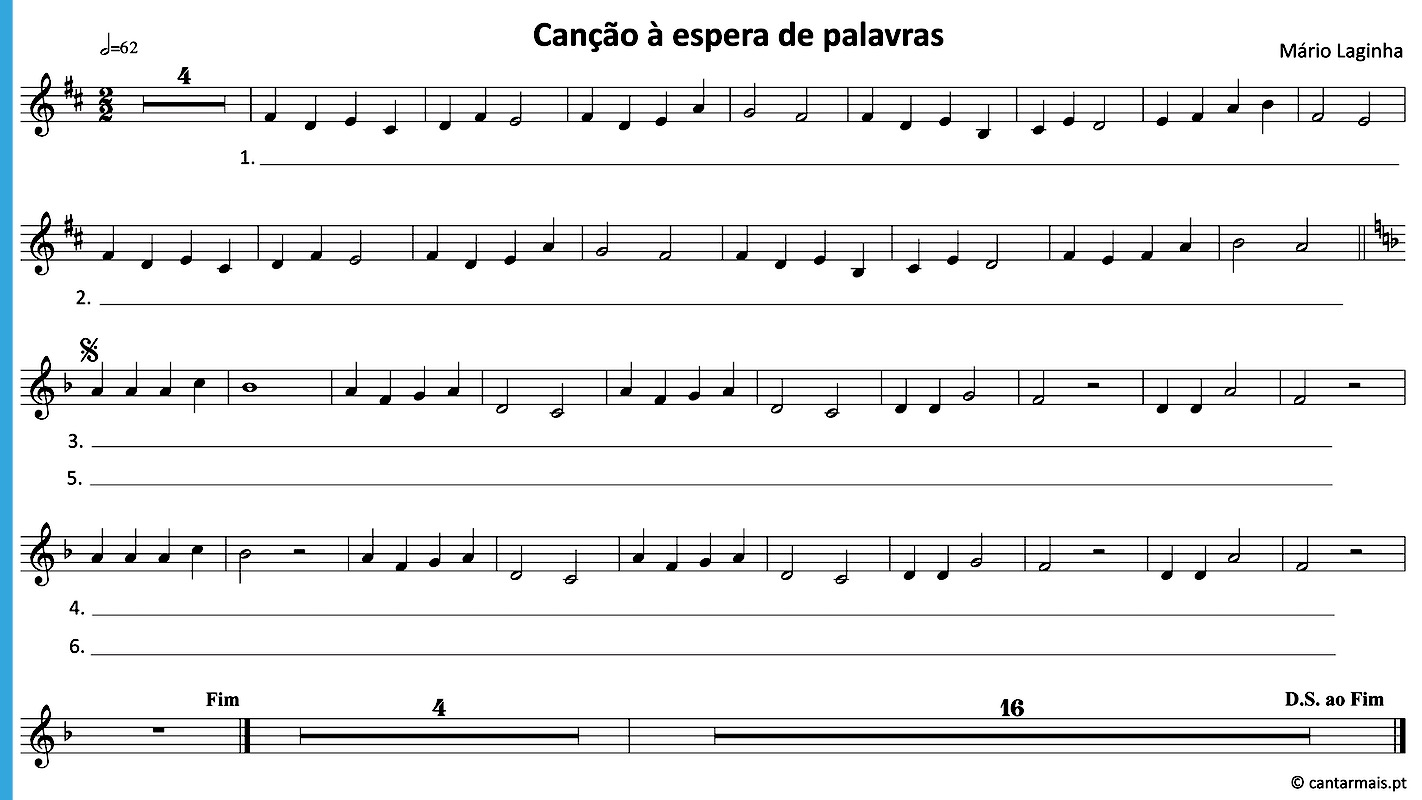 Canção à espera de palavras
𝅗𝅥=62
Mário Laginha
4
1.
2.
3.
5.
4.
6.
Fim
4
16
D.S. ao Fim
© cantarmais.pt